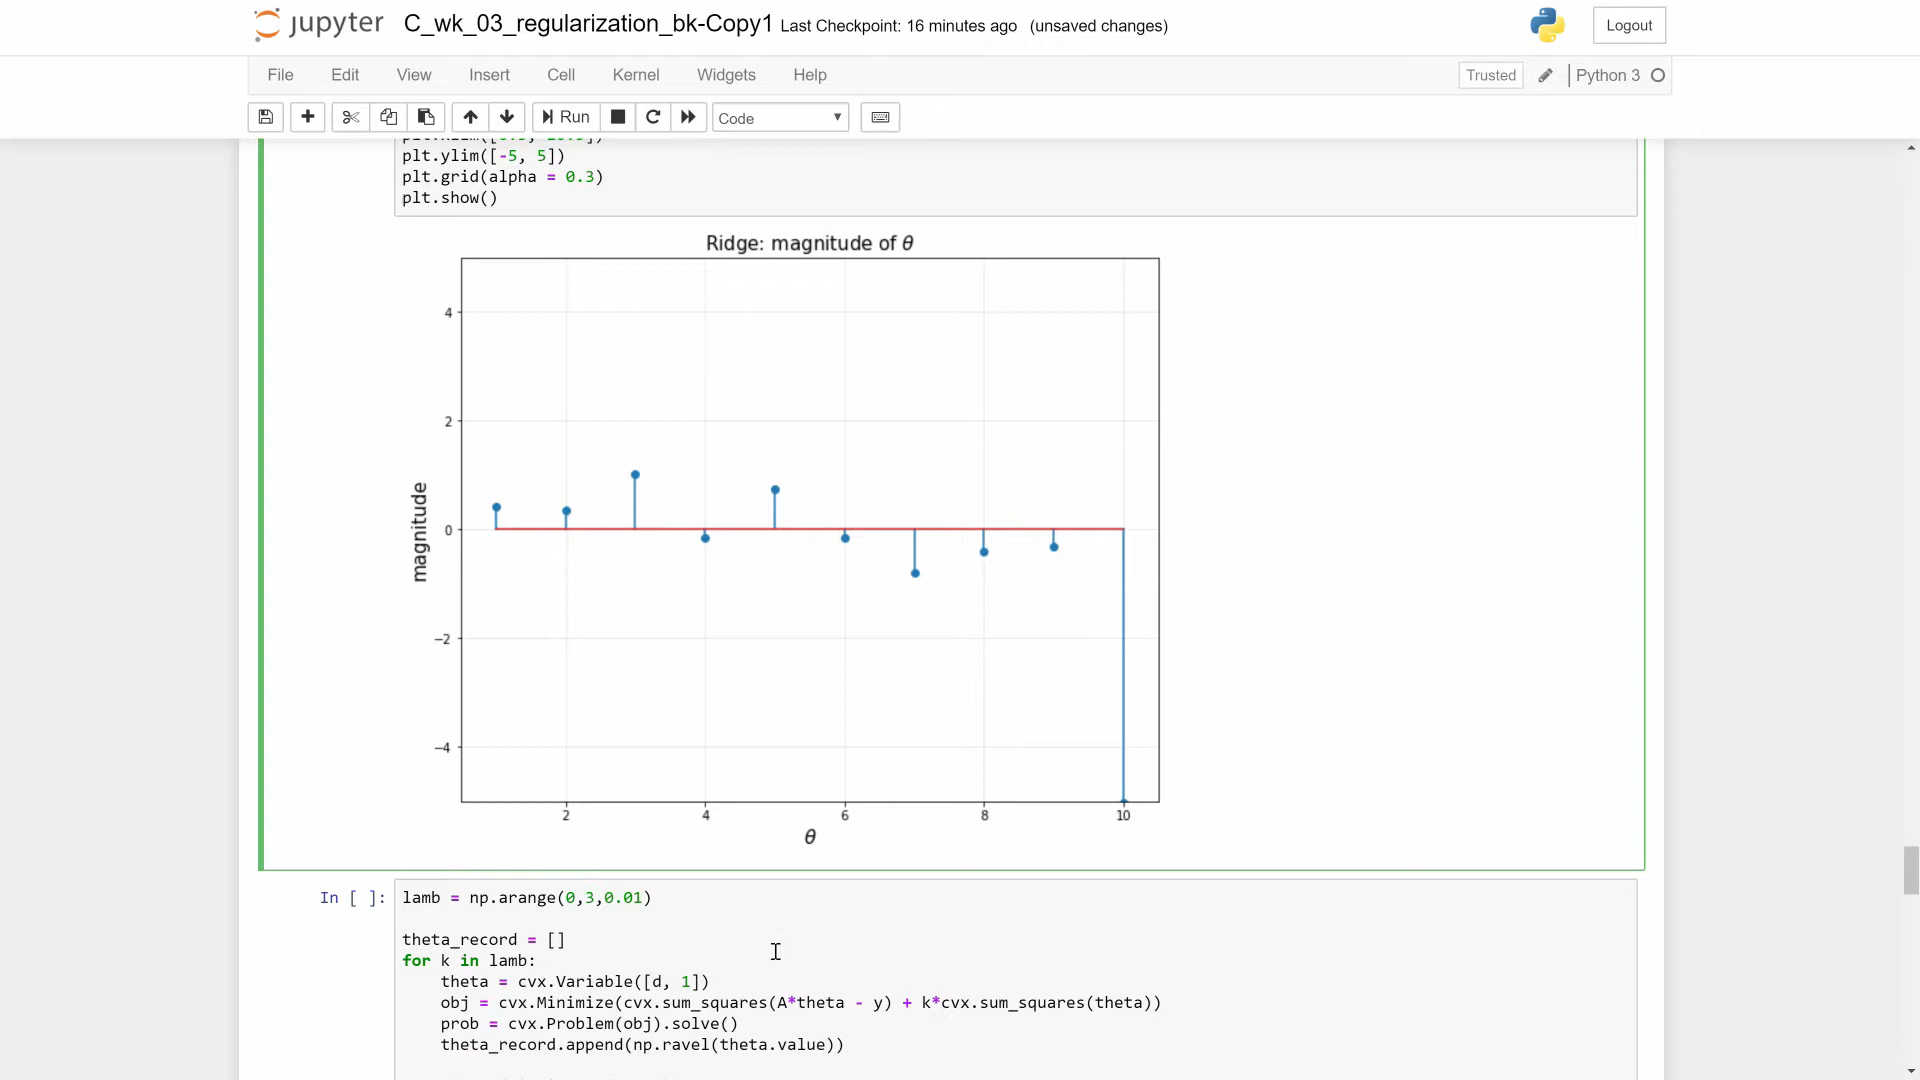 jupyter C_wk_03_regularization_bk-Copy1 Last Checkpoint: 16 minutes ago (unsaved changes) Logout
File Edit View Insert Cell Kernel Widgets Help Trusted Python 3
Run Code
plt.ylim([-5, 5])
plt.grid(alpha = 0.3)
plt.show()
Ridge: magnitude of θ
4
2
0
−2
−4
magnitude
2 4 6 8 10
θ
In [ ]: lamb = np.arange(0,3,0.01)
theta_record = []
for k in lamb:
    theta = cvx.Variable([d, 1])
    obj = cvx.Minimize(cvx.sum_squares(A*theta - y) + k*cvx.sum_squares(theta))
    prob = cvx.Problem(obj).solve()
    theta_record.append(np.ravel(theta.value))